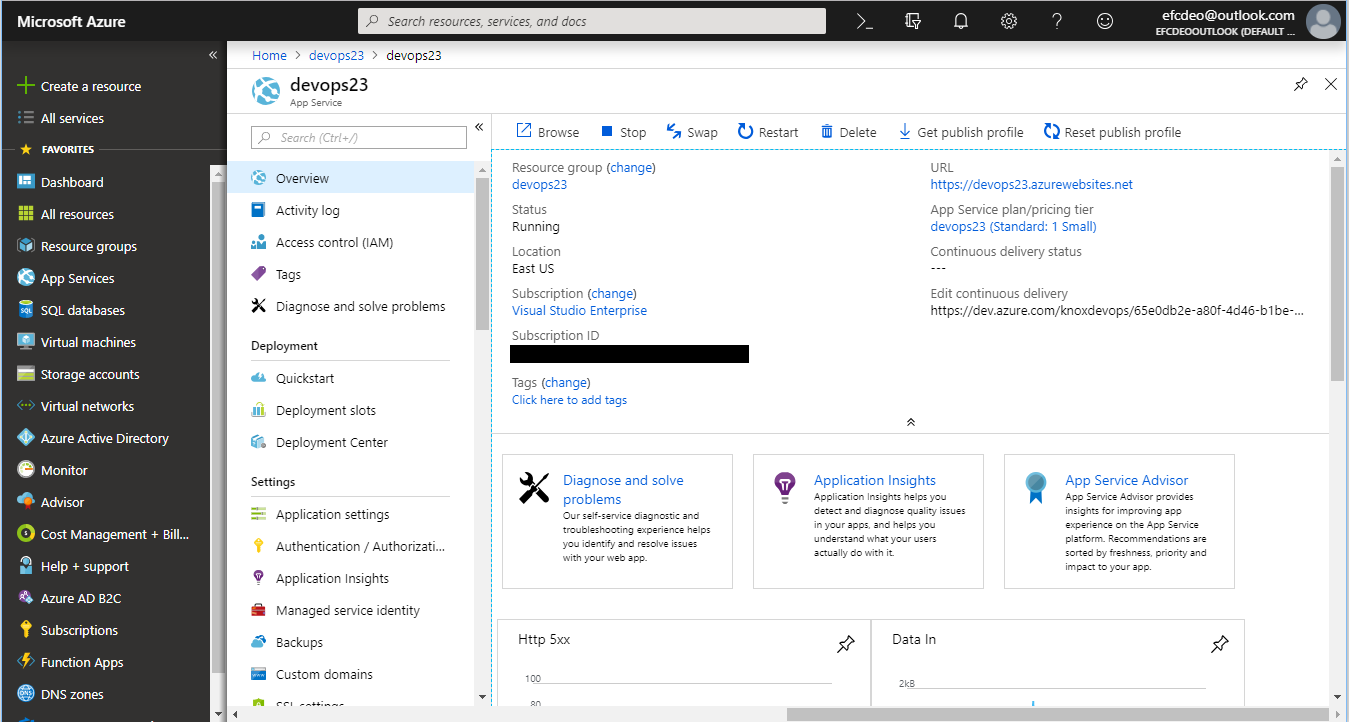 Microsoft Azure
Search resources, services, and docs
efcdeo@outlook.com
EFCDEOOUTLOOK (DEFAULT ...
Create a resource
All services
FAVORITES
Dashboard
All resources
Resource groups
App Services
SQL databases
Virtual machines
Storage accounts
Virtual networks
Azure Active Directory
Monitor
Advisor
Cost Management + Bill...
Help + support
Azure AD B2C
Subscriptions
Function Apps
DNS zones
Home > devops23 > devops23
devops23
App Service
Search (Ctrl+/)
Overview
Activity log
Access control (IAM)
Tags
Diagnose and solve problems
Deployment
Quickstart
Deployment slots
Deployment Center
Settings
Application settings
Authentication / Authorizati...
Application Insights
Managed service identity
Backups
Custom domains
SSL settings
Browse
Stop
Swap
Restart
Delete
Get publish profile
Reset publish profile
Resource group (change)
devops23
Status
Running
Location
East US
Subscription (change)
Visual Studio Enterprise
Subscription ID
Tags (change)
Click here to add tags
URL
https://devops23.azurewebsites.net
App Service plan/pricing tier
devops23 (Standard: 1 Small)
Continuous delivery status
---
Edit continuous delivery
https://dev.azure.com/knoxdevops/65e0db2e-a80f-4d46-b1be-...
Diagnose and solve
problems
Our self-service diagnostic and
troubleshooting experience helps
you identify and resolve issues
with your web app.
Application Insights
Application Insights helps you
detect and diagnose quality issues
in your apps, and helps you
understand what your users
actually do with it.
App Service Advisor
App Service Advisor provides
insights for improving app
experience on the App Service
platform. Recommendations are
sorted by freshness, priority and
impact to your app.
Http 5xx
100
80
Data In
2kB